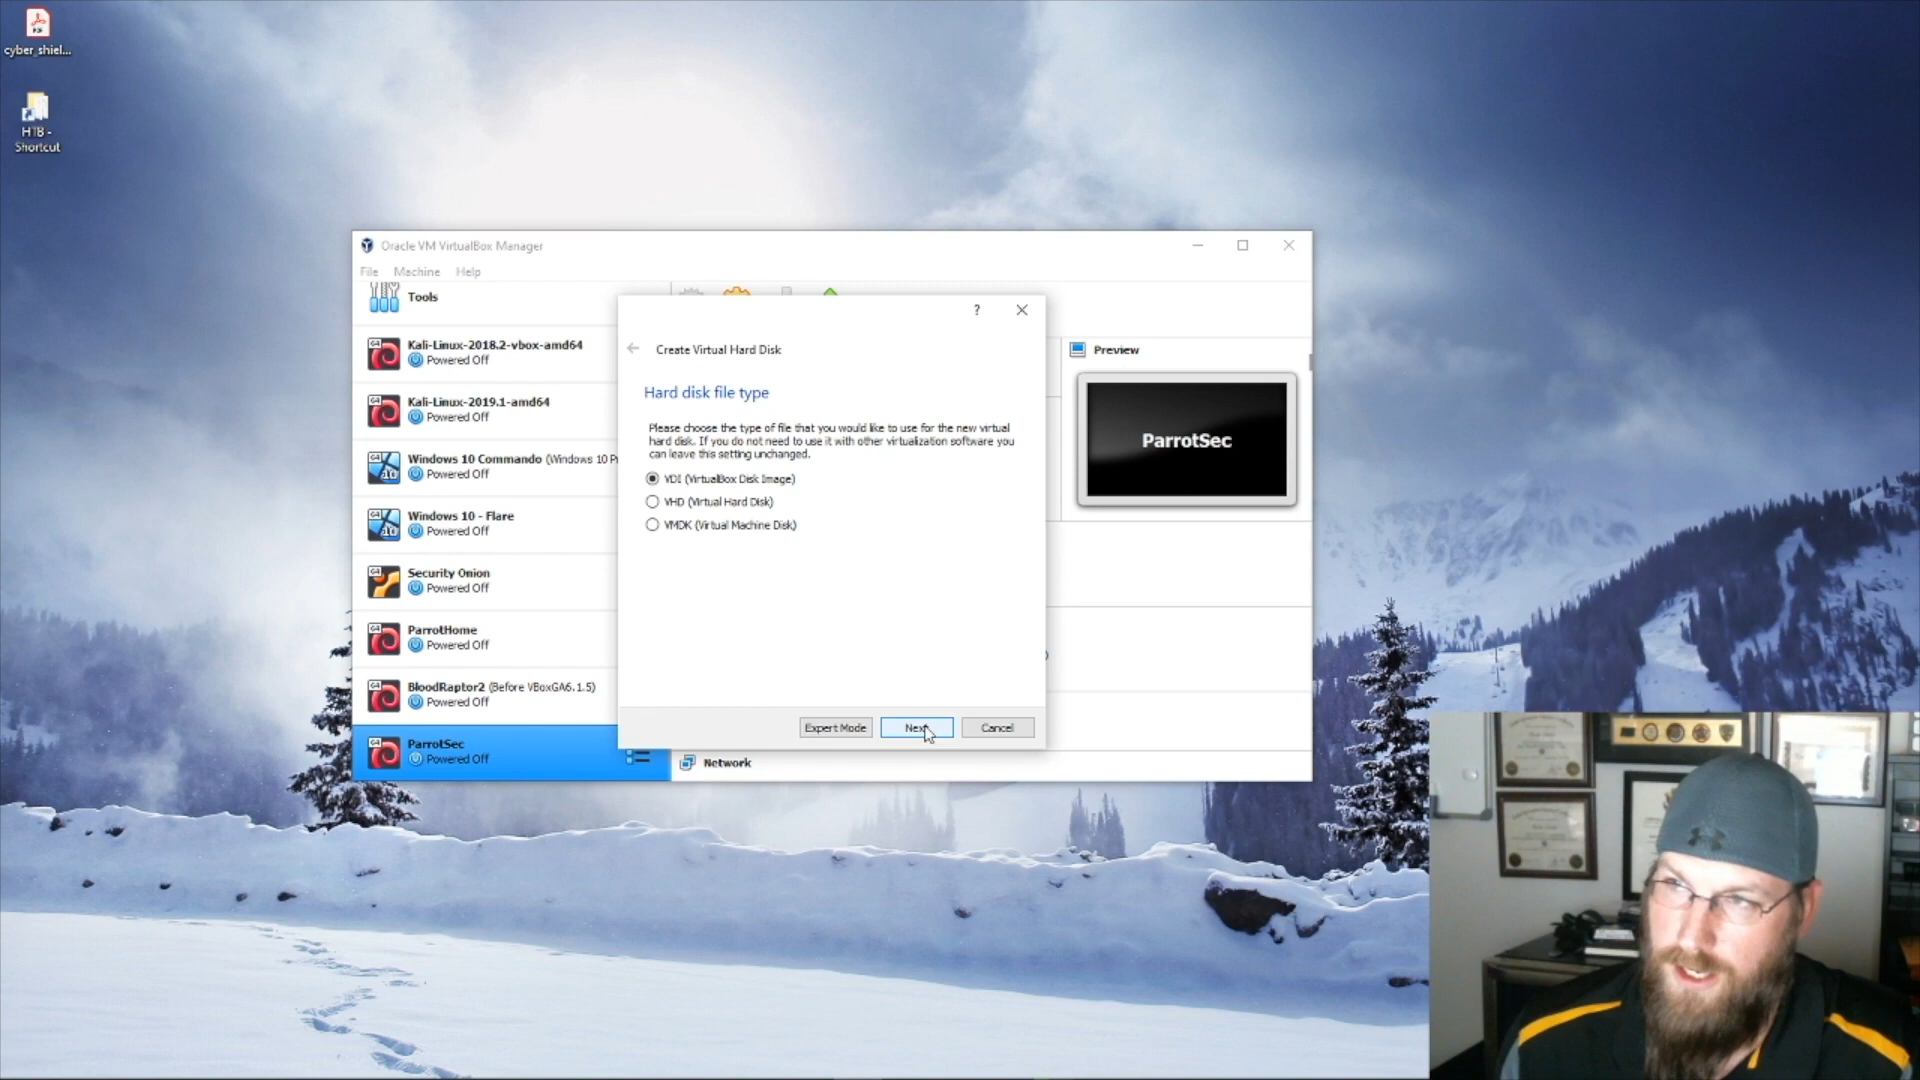 cyber_shiel...
HTB -
Shortcut
Oracle VM VirtualBox Manager
File Machine Help
Tools
Kali-Linux-2018.2-vbox-amd64
Powered Off
Kali-Linux-2019.1-amd64
Powered Off
Windows 10 Commando (Windows 10 P
Powered Off
Windows 10 - Flare
Powered Off
Security Onion
Powered Off
ParrotHome
Powered Off
BloodRaptor2 (Before VBoxGA6.1.5)
Powered Off
ParrotSec
Powered Off
Create Virtual Hard Disk
Hard disk file type
Please choose the type of file that you would like to use for the new virtual
hard disk. If you do not need to use it with other virtualization software you
can leave this setting unchanged.
VDI (VirtualBox Disk Image)
VHD (Virtual Hard Disk)
VMDK (Virtual Machine Disk)
Expert Mode Next Cancel
Preview
ParrotSec
Network